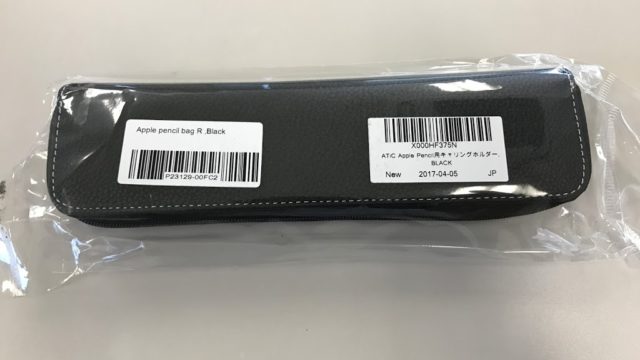 Apple pencil bag R .Black
P23129-00FC2
X000HF375N
ATiC Apple Pencil用キャリングホルダー,
BLACK
New 2017-04-05 JP